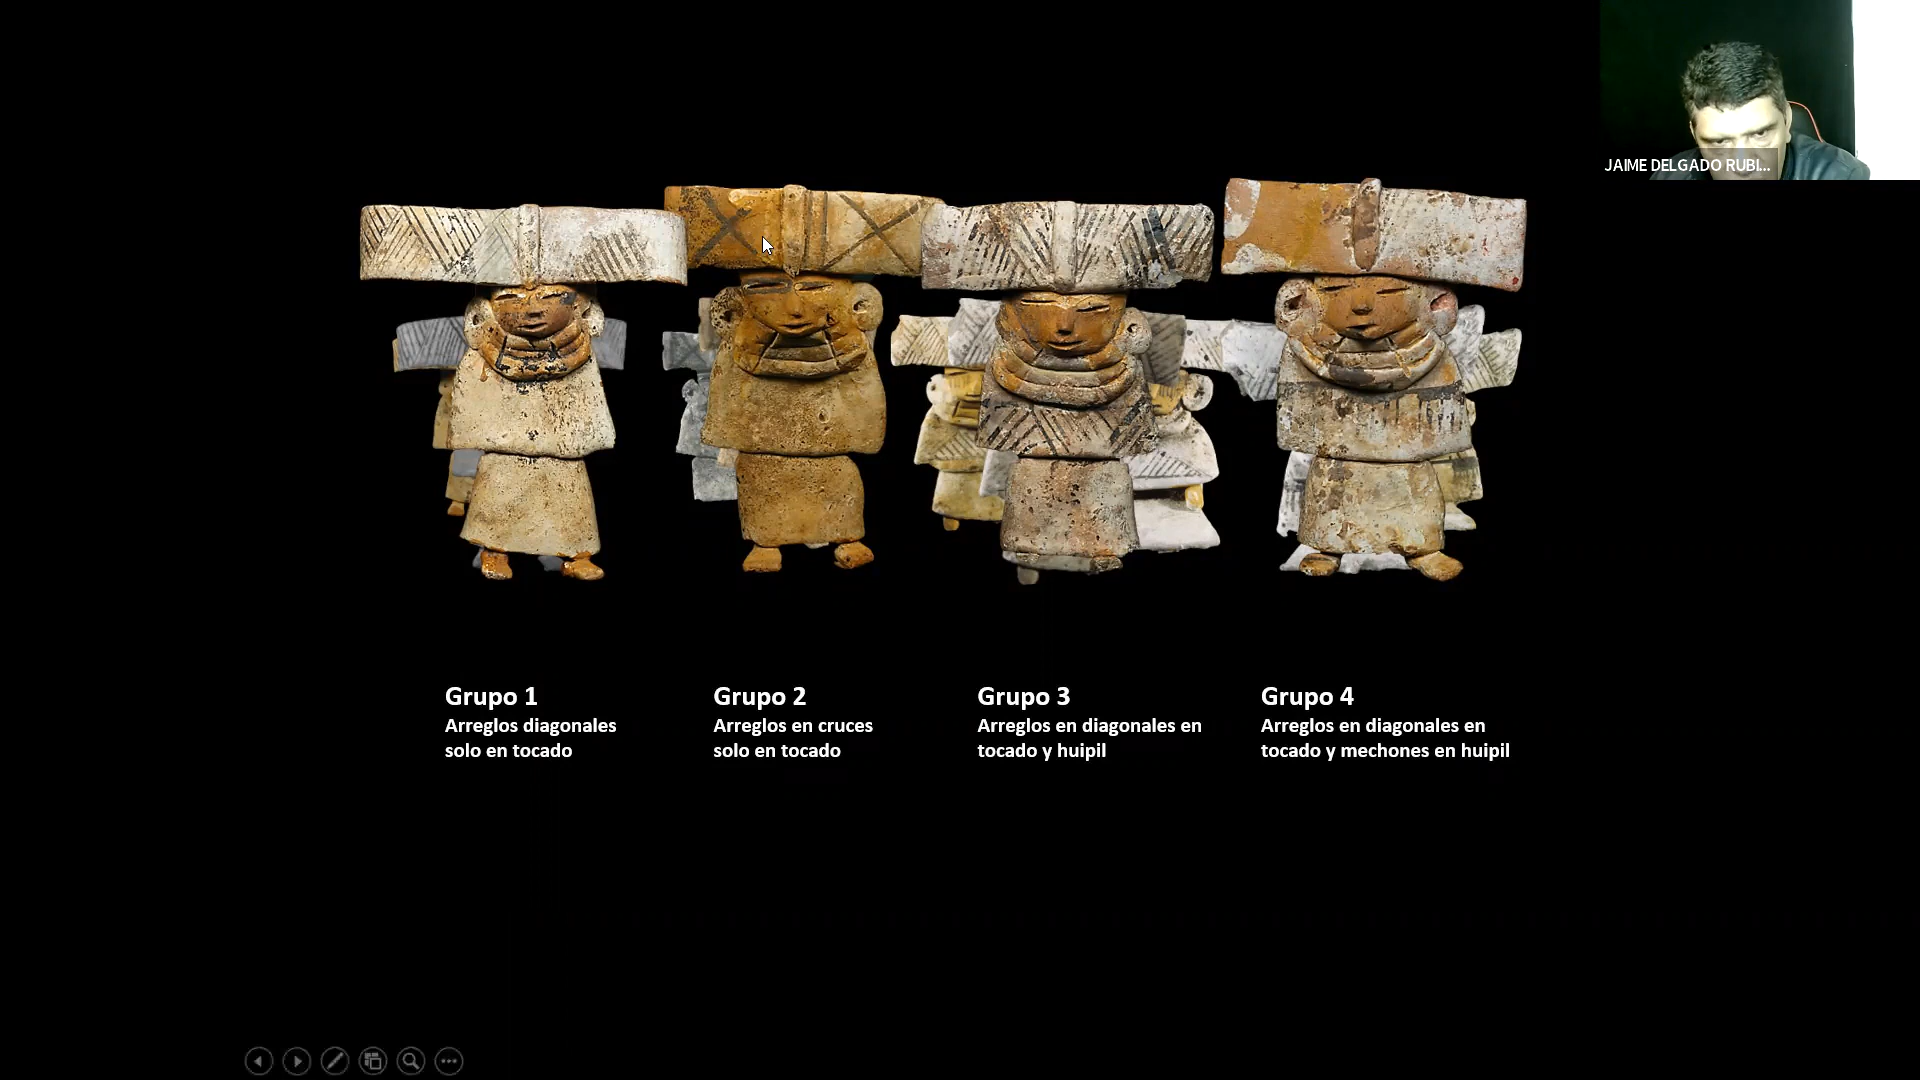 JAIME DELGADO RUBI...
Grupo 1
Arreglos diagonales
solo en tocado
Grupo 2
Arreglos en cruces
solo en tocado
Grupo 3
Arreglos en diagonales en
tocado y huipil
Grupo 4
Arreglos en diagonales en
tocado y mechones en huipil